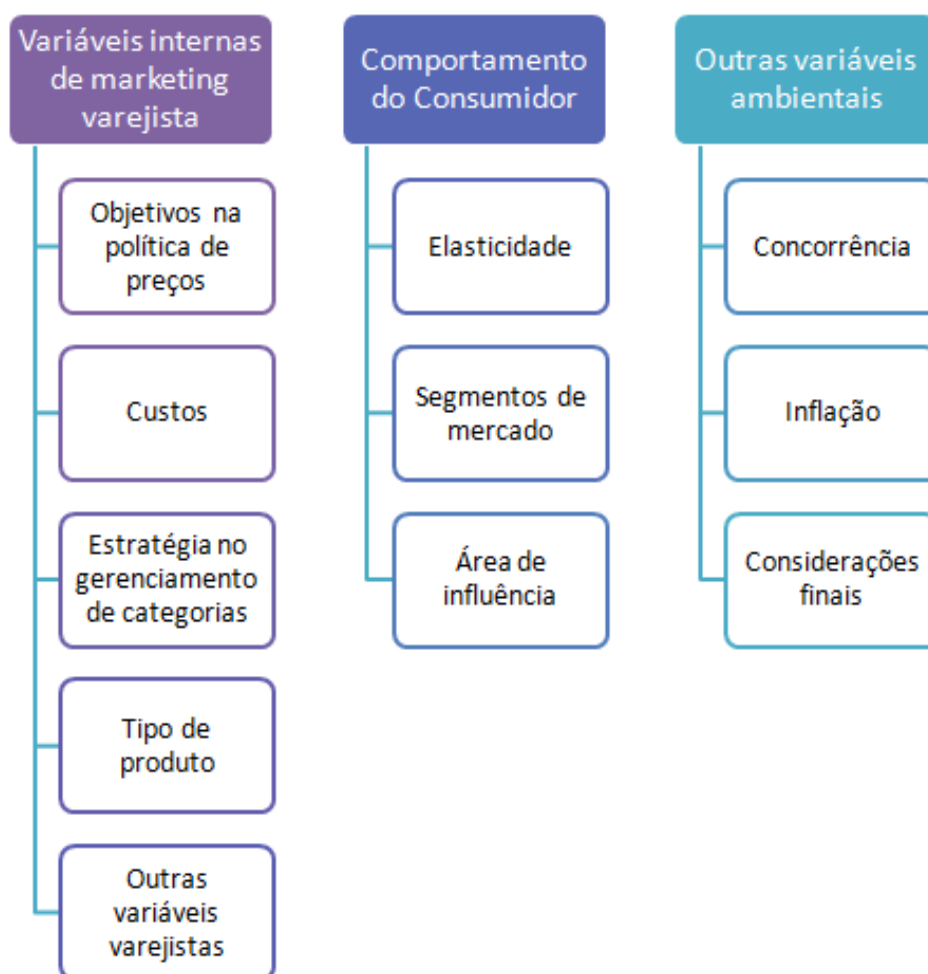 Variáveis internas
de marketing
varejista
Objetivos na
política de
preços
Custos
Estratégia no
gerenciamento
de categorias
Tipo de
produto
Outras
variáveis
varejistas
Comportamento
do Consumidor
Elasticidade
Segmentos de
mercado
Área de
influência
Outras variáveis
ambientais
Concorrência
Inflação
Considerações
finais